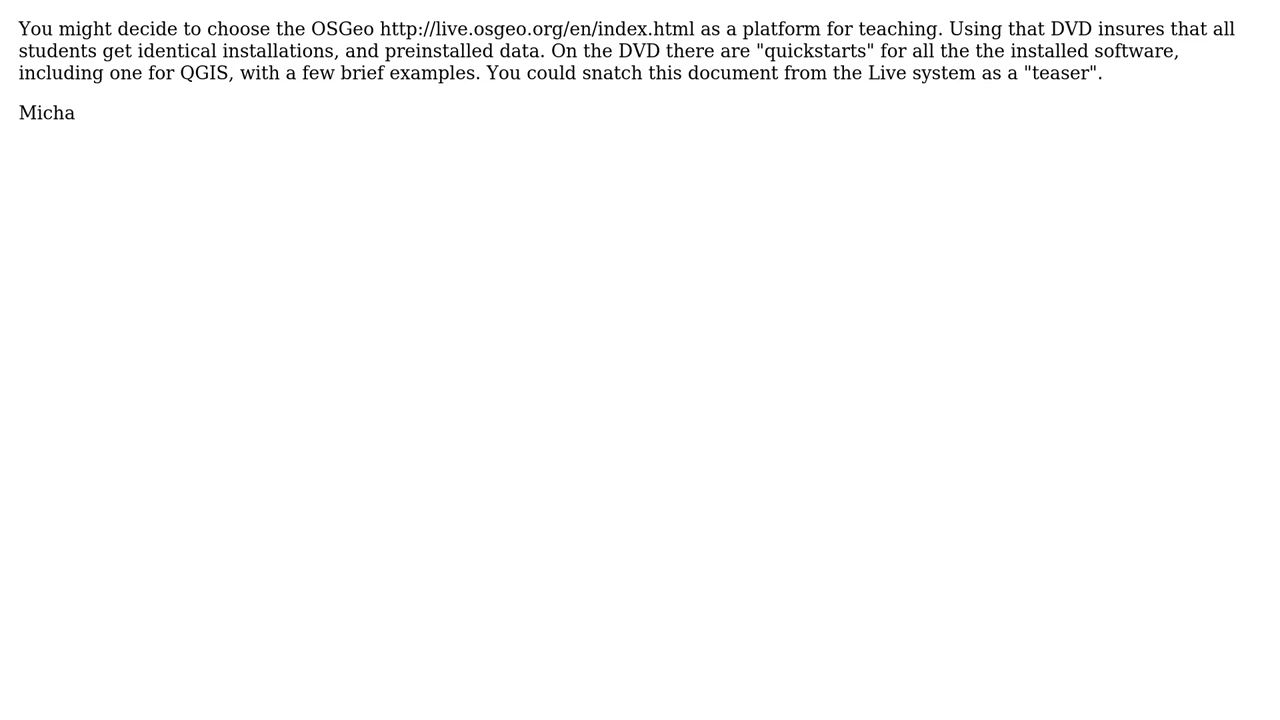 You might decide to choose the OSGeo http://live.osgeo.org/en/index.html as a platform for teaching. Using that DVD insures that all
students get identical installations, and preinstalled data. On the DVD there are "quickstarts" for all the the installed software,
including one for QGIS, with a few brief examples. You could snatch this document from the Live system as a "teaser".
Micha